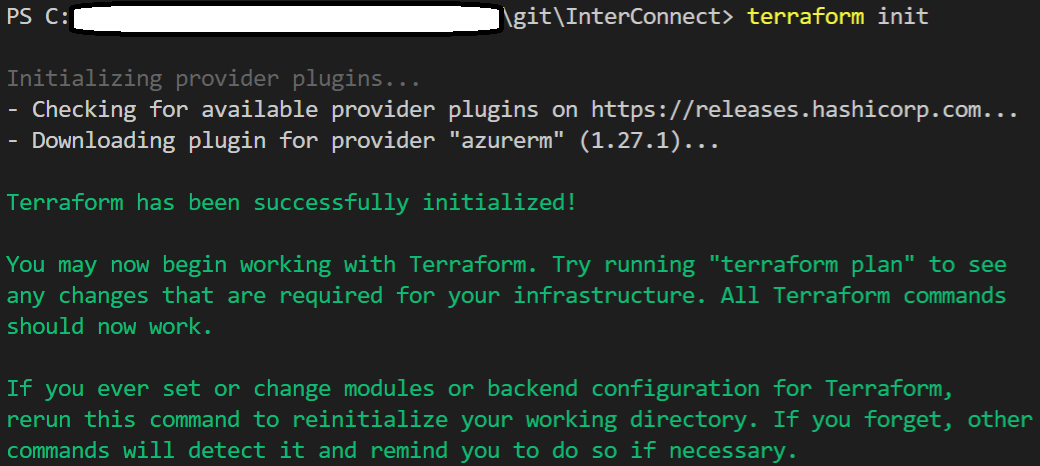 PS C:\git\InterConnect> terraform init
Initializing provider plugins...
- Checking for available provider plugins on https://releases.hashicorp.com...
- Downloading plugin for provider "azurerm" (1.27.1)...
Terraform has been successfully initialized!
You may now begin working with Terraform. Try running "terraform plan" to see
any changes that are required for your infrastructure. All Terraform commands
should now work.
If you ever set or change modules or backend configuration for Terraform,
rerun this command to reinitialize your working directory. If you forget, other
commands will detect it and remind you to do so if necessary.